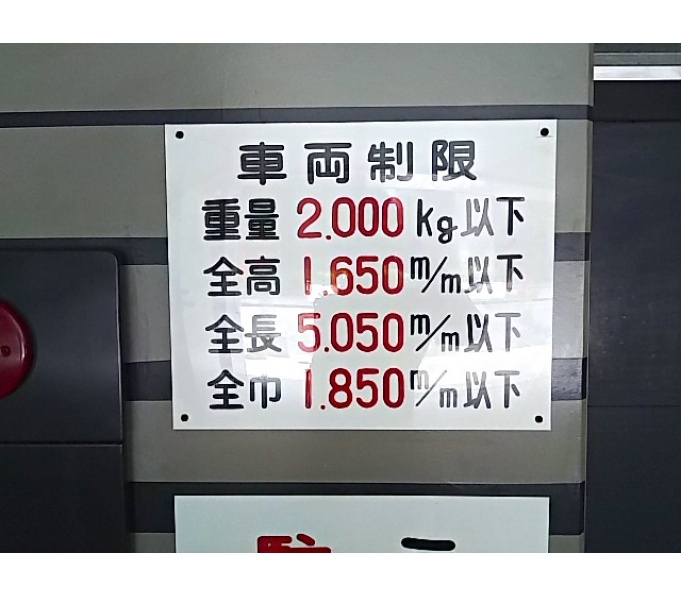 車両制限
重量 2.000 kg以下
全高 1.650 m/m以下
全長 5.050 m/m以下
全巾 1.850 m/m以下